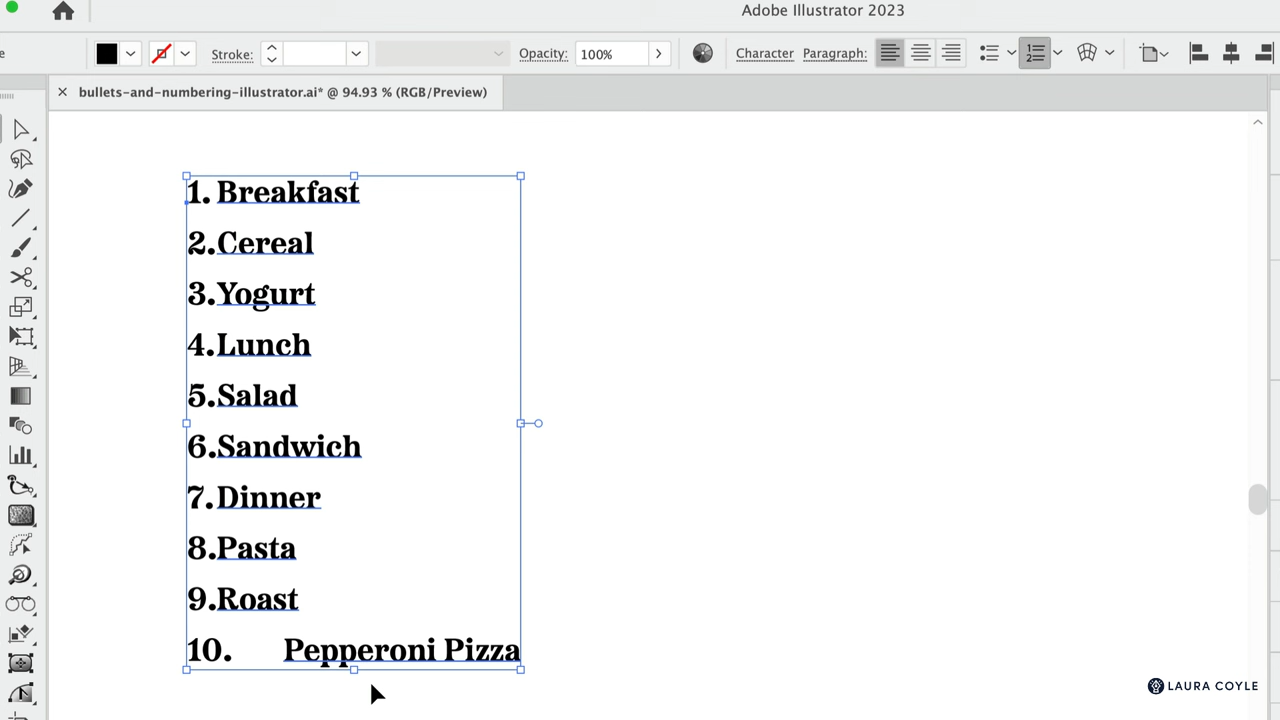 Adobe Illustrator 2023
e
Stroke:
Opacity: 100%
Character Paragraph:
bullets-and-numbering-illustrator.ai* @ 94.93 % (RGB/Preview)
1. Breakfast
2.Cereal
3.Yogurt
4.Lunch
5.Salad
6.Sandwich
7.Dinner
8.Pasta
9.Roast
10. Pepperoni Pizza
LAURA COYLE